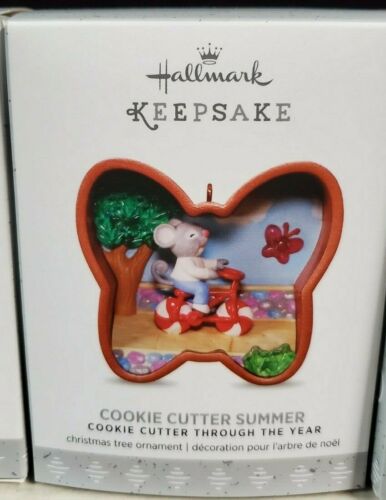 Hallmark
KEEPSAKE
COOKIE CUTTER SUMMER
COOKIE CUTTER THROUGH THE YEAR
christmas tree ornament | décoration pour l'arbre de noël